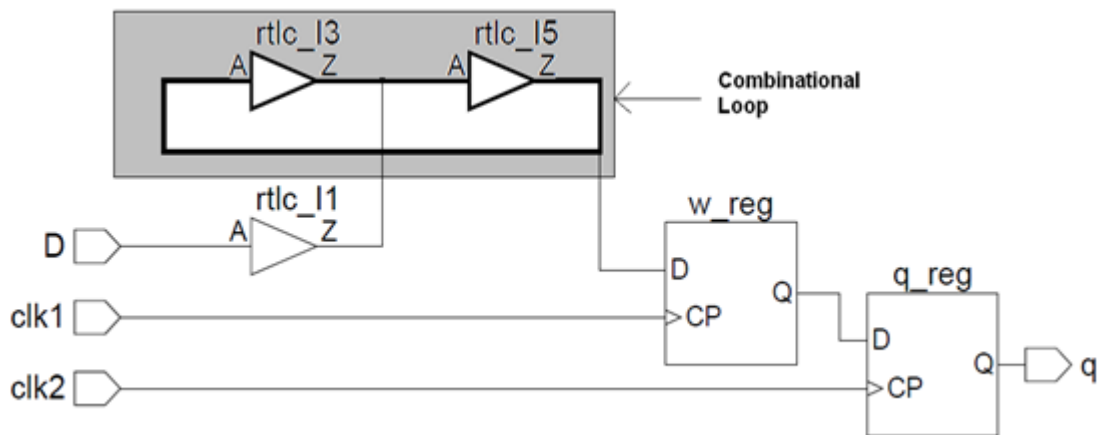 rtlc_I3
rtlc_I5
A
Z
A
Z
Combinational
Loop
rtlc_I1
A
Z
D
w_reg
D
Q
q_reg
clk1
CP
D
Q
q
clk2
CP